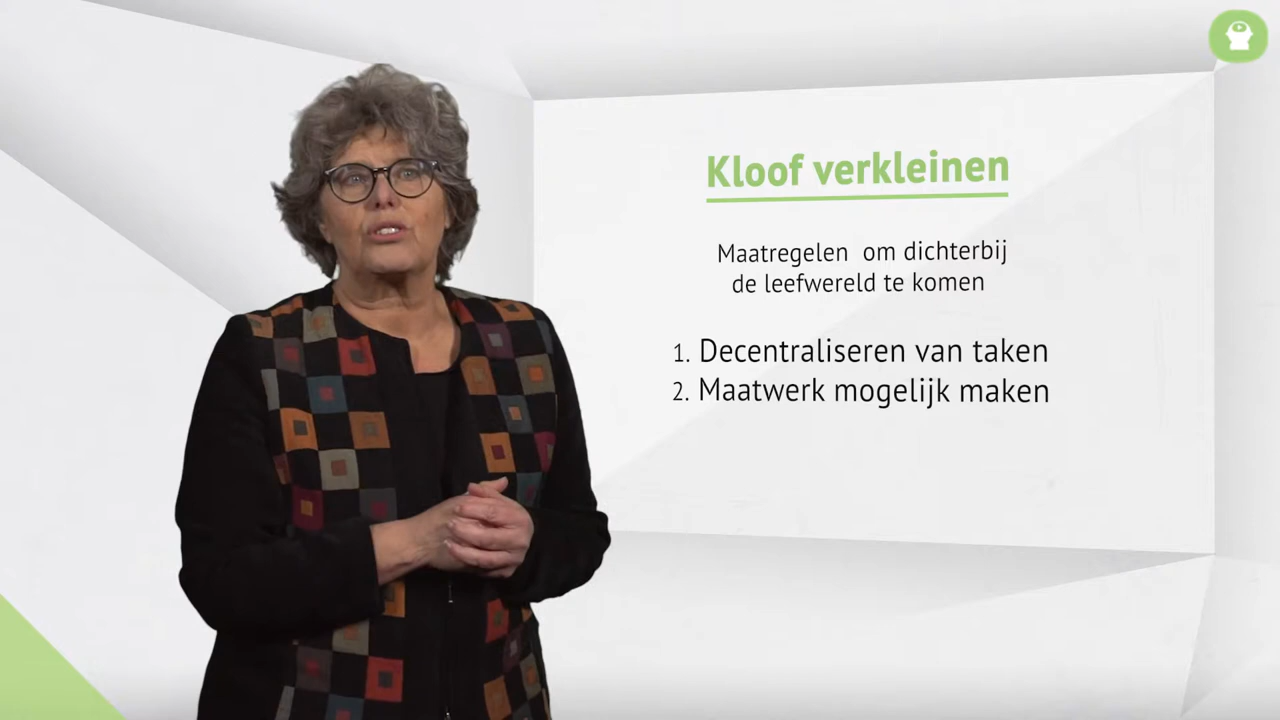 Kloof verkleinen
Maatregelen om dichterbij
de leefwereld te komen
1. Decentraliseren van taken
2. Maatwerk mogelijk maken